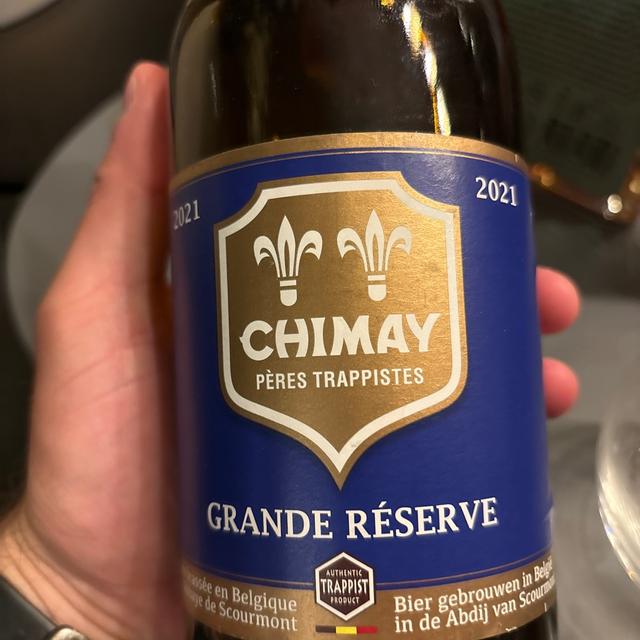 2021
2021
CHIMAY
PÈRES TRAPPISTES
GRANDE RÉSERVE
AUTHENTIC
TRAPPIST
PRODUCT
en Belgique
de Scourmont
Bier gebrouwen in
in de Abdij van